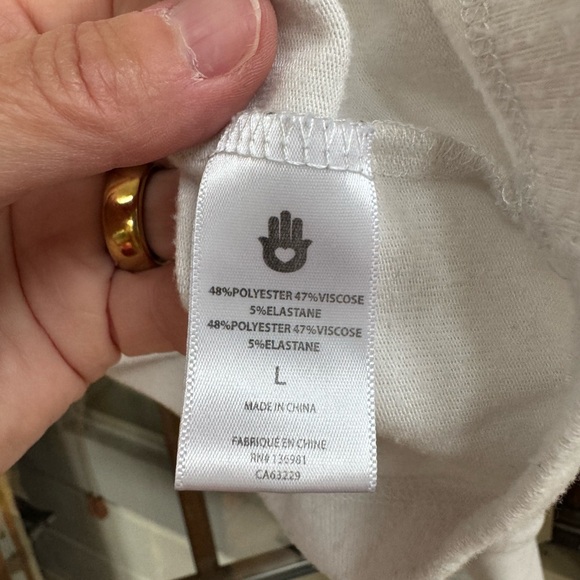 48%POLYESTER 47%VISCOSE
5%ELASTANE
48%POLYESTER 47%VISCOSE
5%ELASTANE
L
MADE IN CHINA
FABRIQUÉ EN CHINE
RN# 136981
CA63229